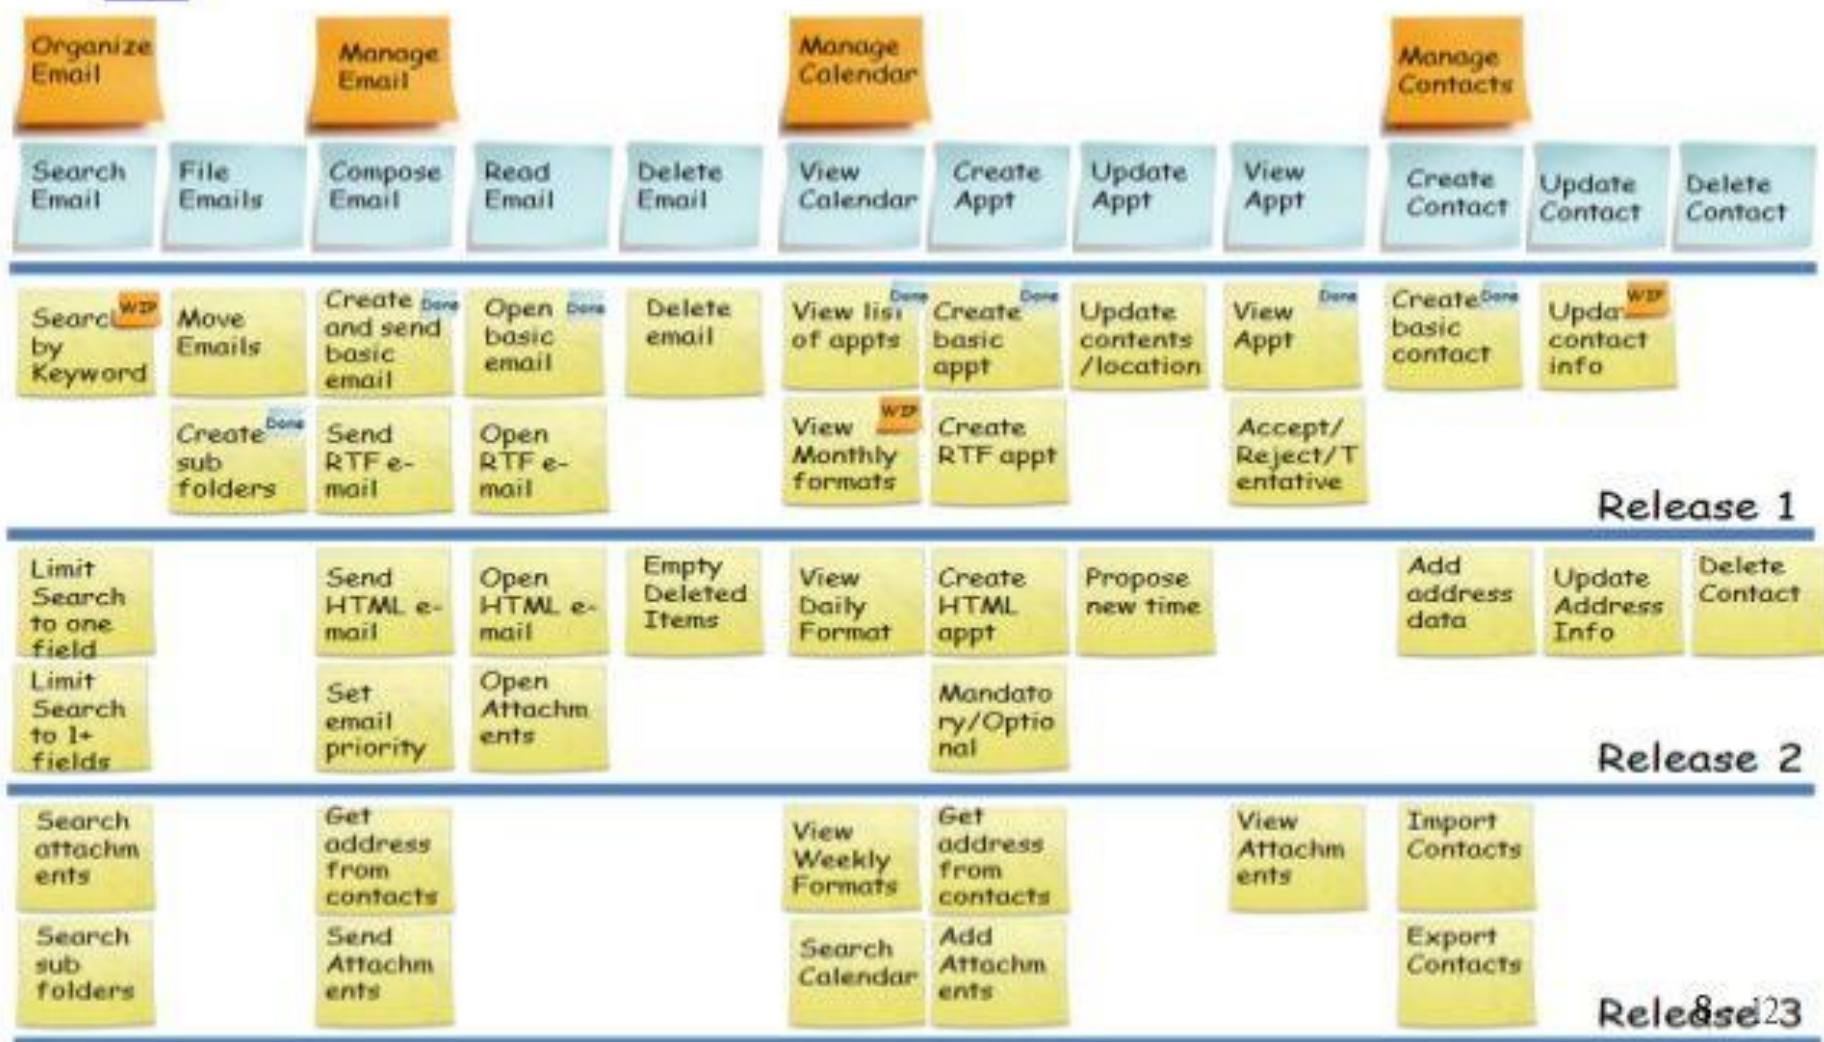 Organize
Email
Manage
Email
Manage
Calendar
Manage
Contacts
Search
Email
File
Emails
Compose
Email
Read
Email
Delete
Email
View
Calendar
Create
Appt
Update
Appt
View
Appt
Create
Contact
Update
Contact
Delete
Contact
WIP
Searc
by
Keyword
Move
Emails
Done
Create
and send
basic
email
Done
Open
basic
email
Delete
email
Done
View list
of appts
Done
Create
basic
appt
Update
contents
/location
Done
View
Appt
Done
Create
basic
contact
WIP
Upda
contact
info
Done
Create
sub
folders
Send
RTF e-
mail
Open
RTF e-
mail
WIP
View
Monthly
formats
Create
RTF appt
Accept/
Reject/T
entative
Release 1
Limit
Search
to one
field
Send
HTML e-
mail
Open
HTML e-
mail
Empty
Deleted
Items
View
Daily
Format
Create
HTML
appt
Propose
new time
Add
address
data
Update
Address
Info
Delete
Contact
Limit
Search
to 1+
fields
Set
email
priority
Open
Attachm
ents
Mandato
ry/Optio
nal
Release 2
Search
attachm
ents
Get
address
from
contacts
View
Weekly
Formats
Get
address
from
contacts
View
Attachm
ents
Import
Contacts
Search
sub
folders
Send
Attachm
ents
Search
Calendar
Add
Attachm
ents
Export
Contacts
Release 3
8 12